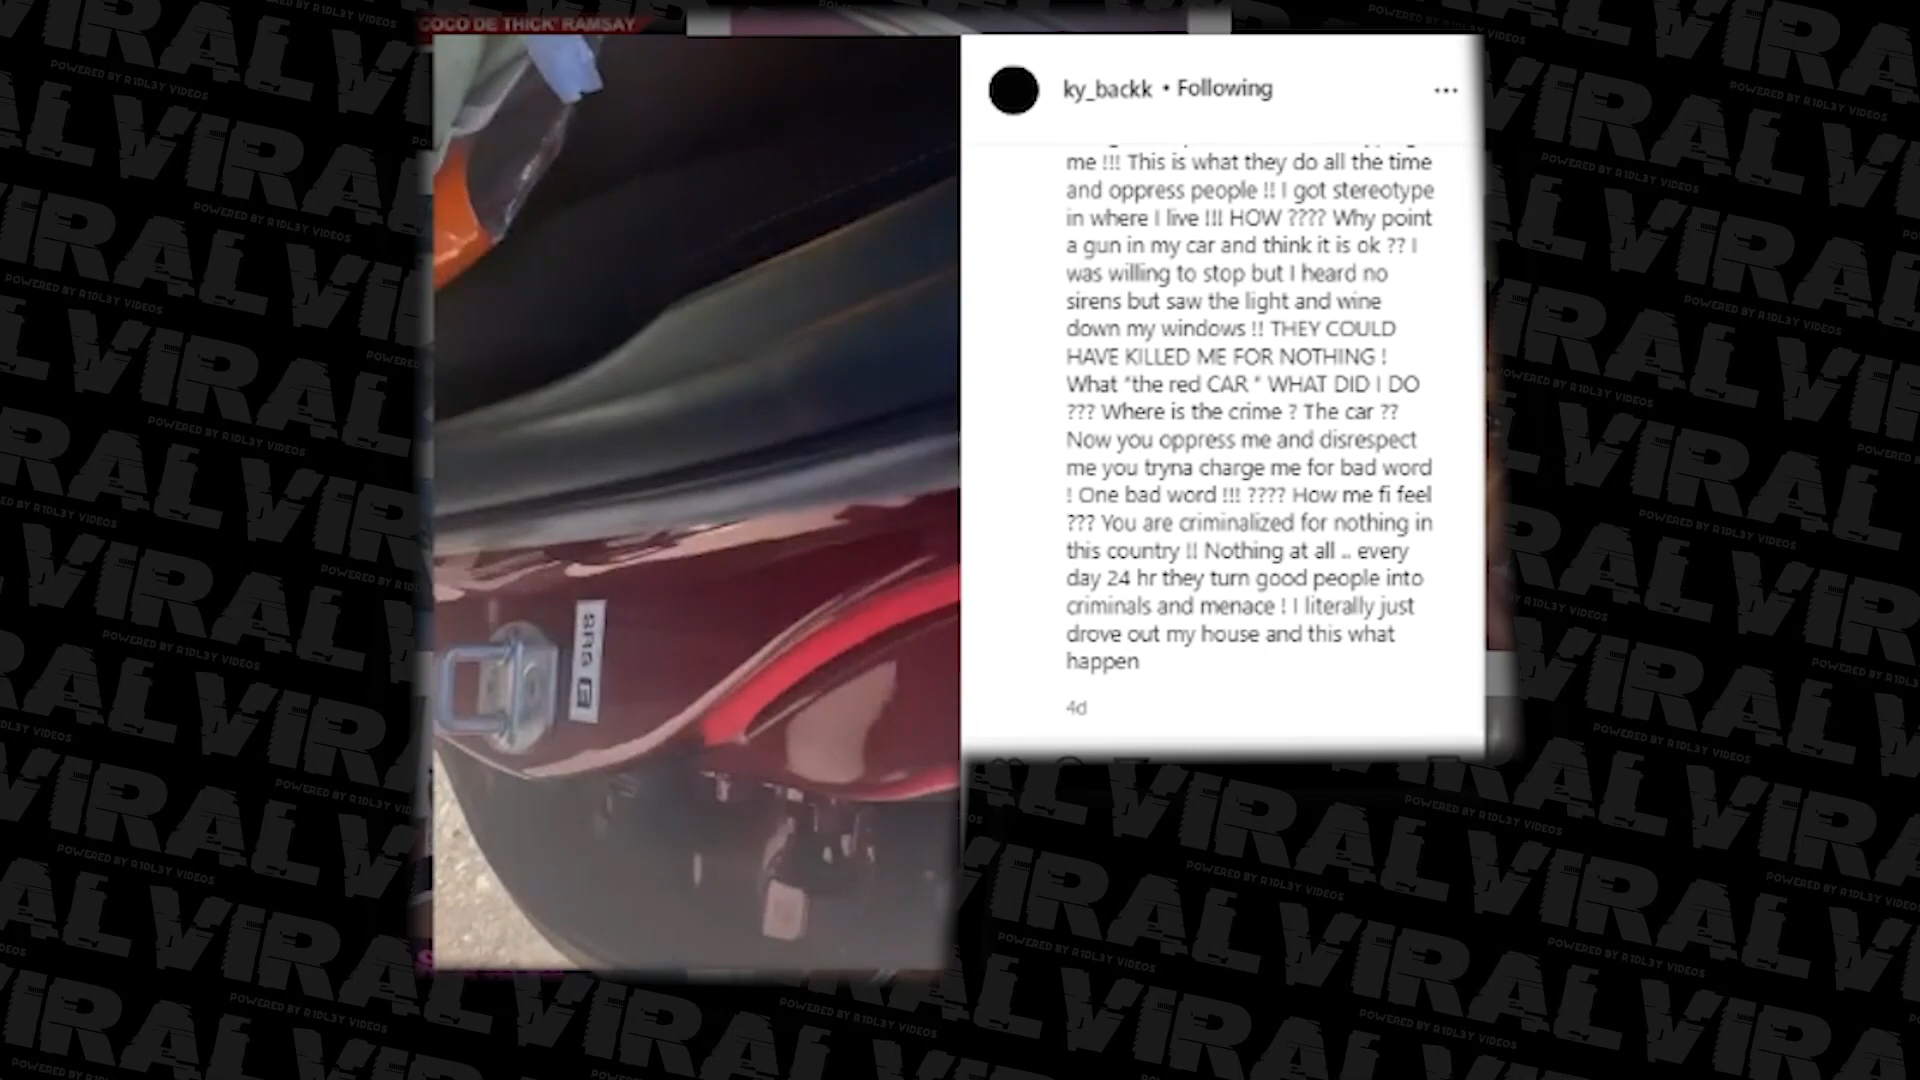 COCO DE THICK' RAMSAY
ky_backk • Following
me !!! This is what they do all the time
and oppress people !! I got stereotype
in where I live !!! HOW ???? Why point
a gun in my car and think it is ok ?? I
was willing to stop but I heard no
sirens but saw the light and wine
down my windows !! THEY COULD
HAVE KILLED ME FOR NOTHING !
What "the red CAR " WHAT DID I DO
??? Where is the crime ? The car ??
Now you oppress me and disrespect
me you tryna charge me for bad word
! One bad word !!! ???? How me fi feel
??? You are criminalized for nothing in
this country !! Nothing at all .. every
day 24 hr they turn good people into
criminals and menace ! I literally just
drove out my house and this what
happen
4d
VIRAL
POWERED BY R1DL3Y VIDEOS